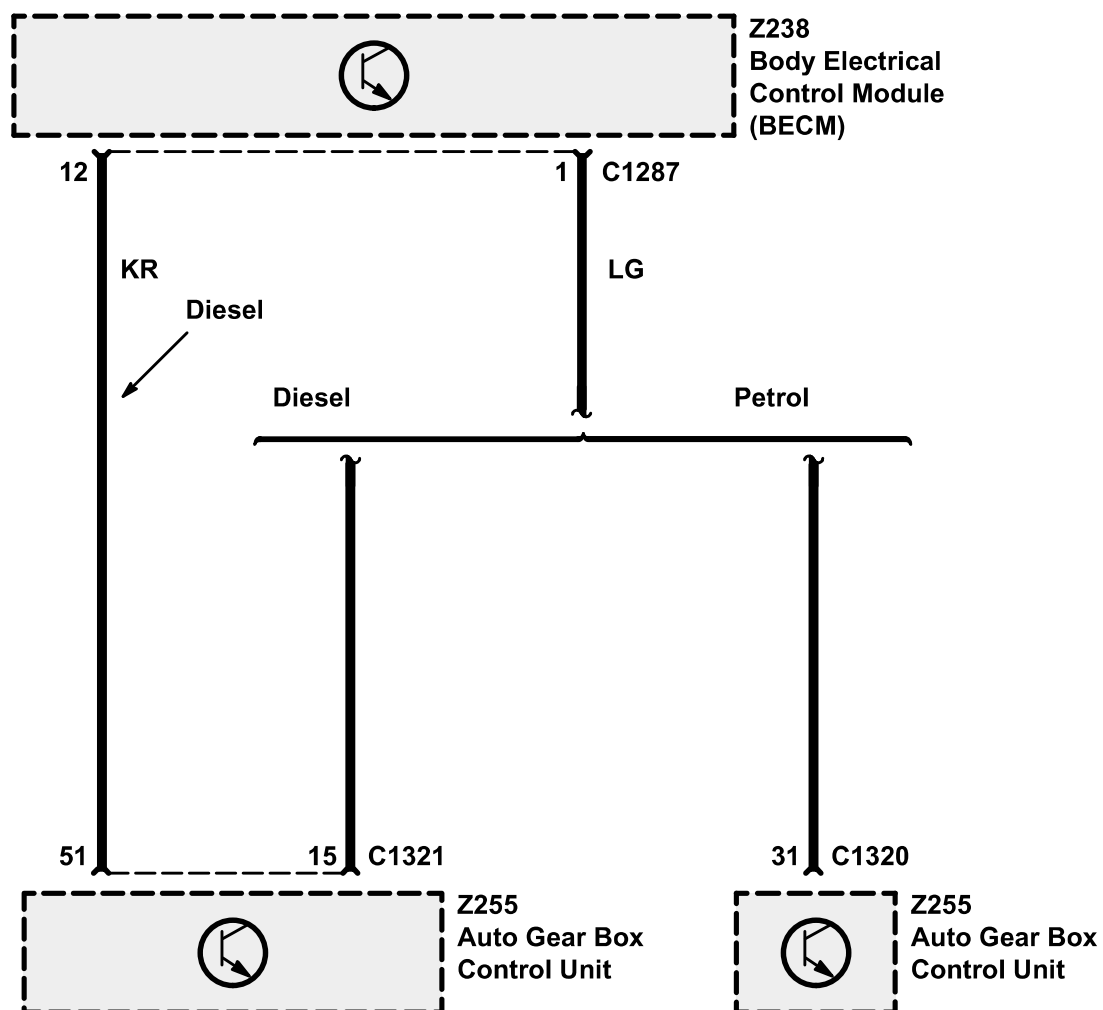 Z238
Body Electrical
Control Module
(BECM)
12
1
C1287
KR
LG
Diesel
Diesel
Petrol
51
15
C1321
31
C1320
Z255
Auto Gear Box
Control Unit
Z255
Auto Gear Box
Control Unit